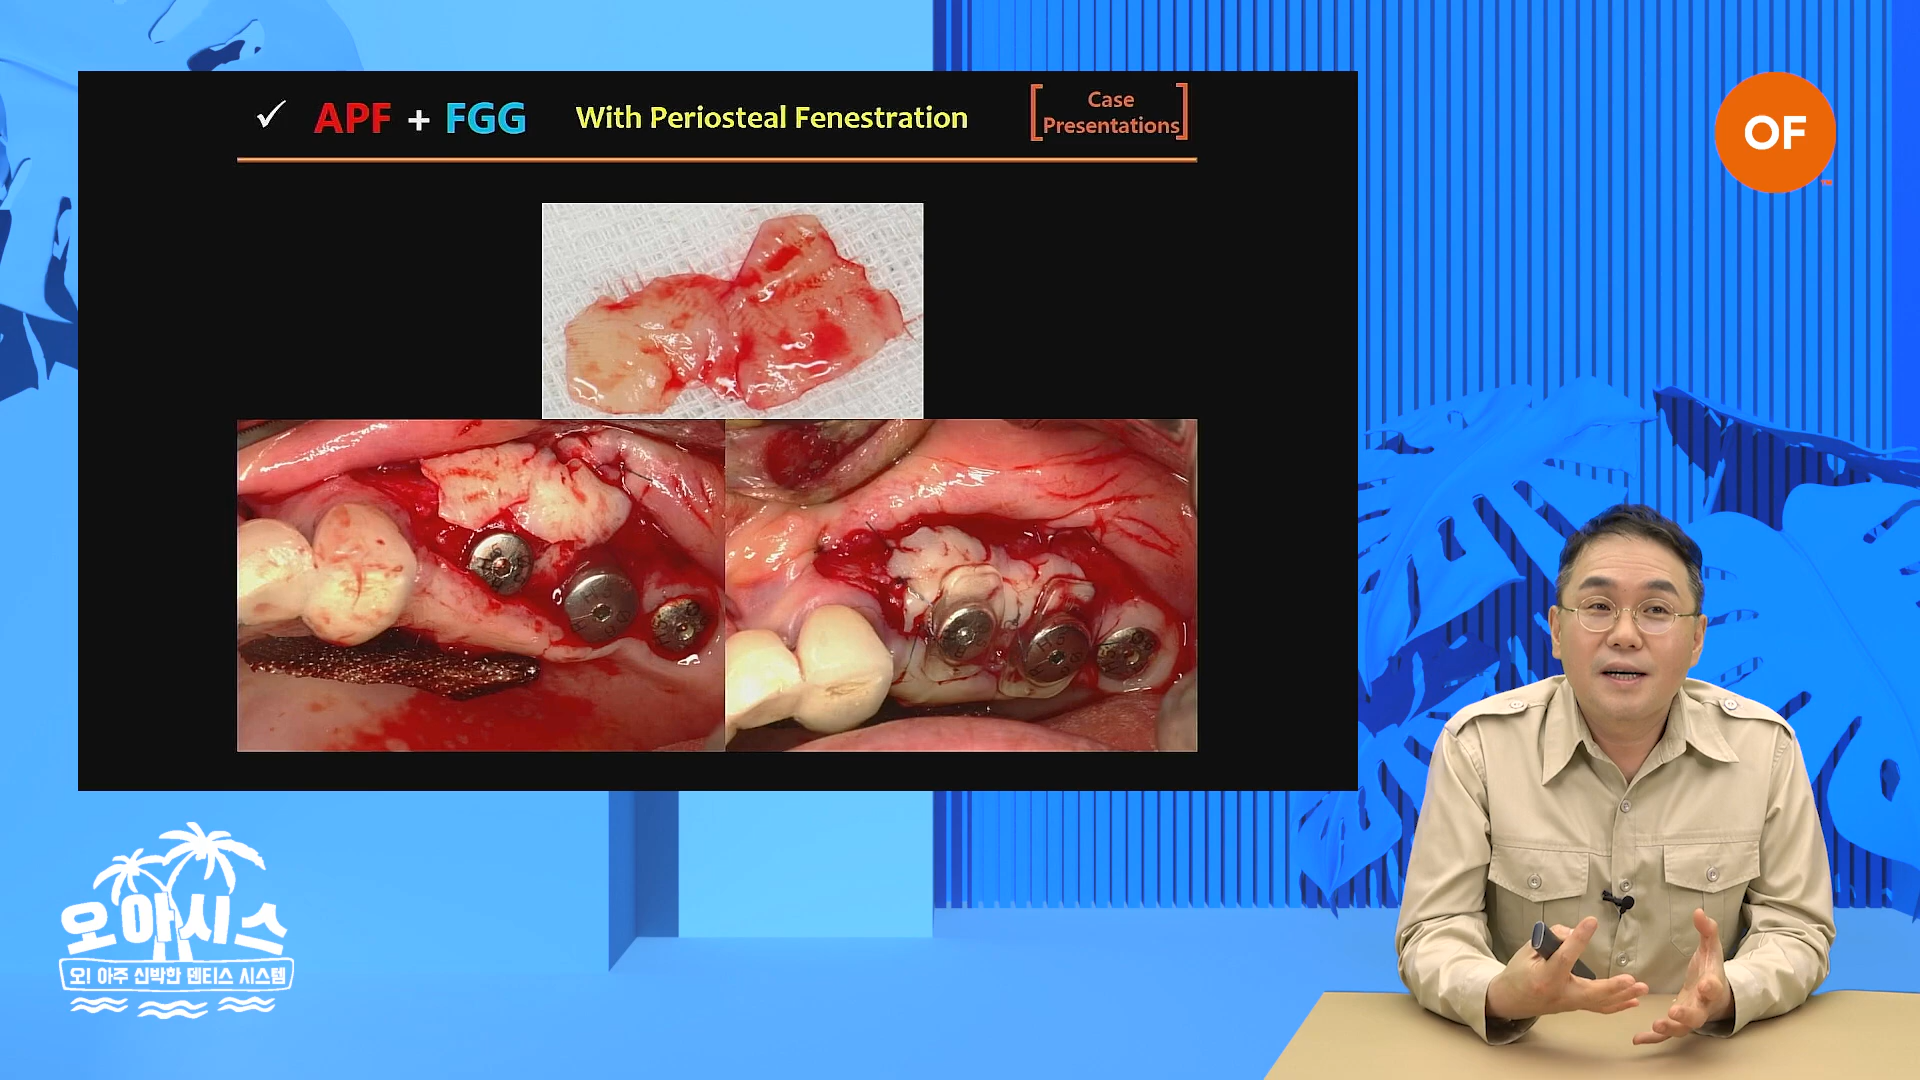 ✓ APF + FGG With Periosteal Fenestration [Case Presentations]
OF
오아시스
오! 아주 신박한 덴티스 시스템